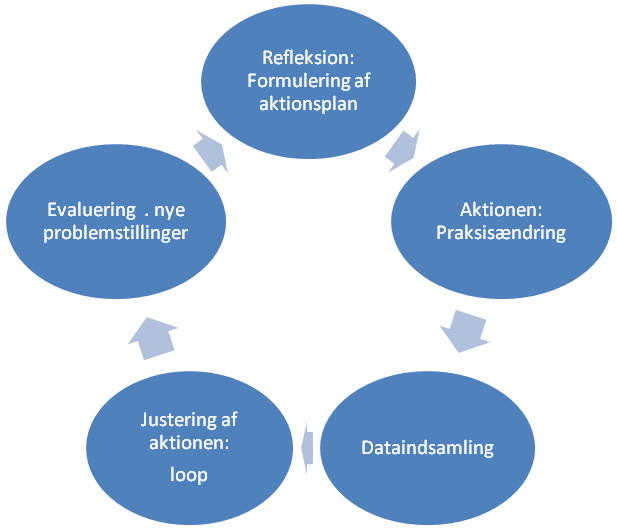 Refleksion:
Formulering af
aktionsplan
Aktionen:
Praksisændring
Dataindsamling
Justering af
aktionen:
loop
Evaluering . nye
problemstillinger